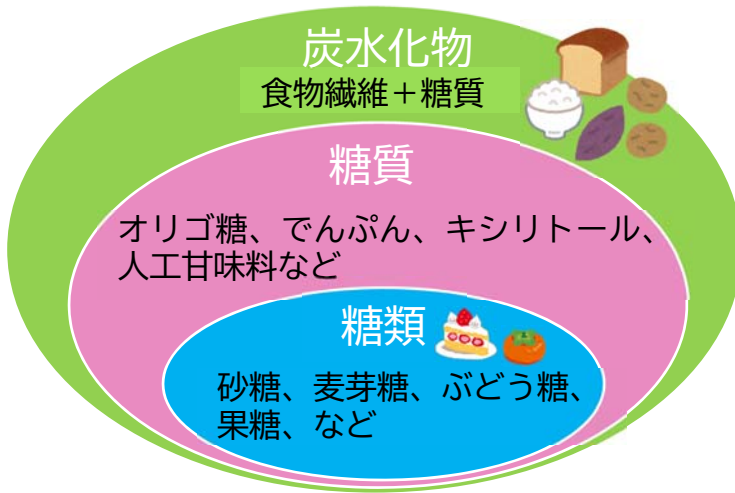 炭水化物
食物繊維＋糖質
糖質
オリゴ糖、でんぷん、キシリトール、
人工甘味料など
糖類
砂糖、麦芽糖、ぶどう糖、
果糖、など